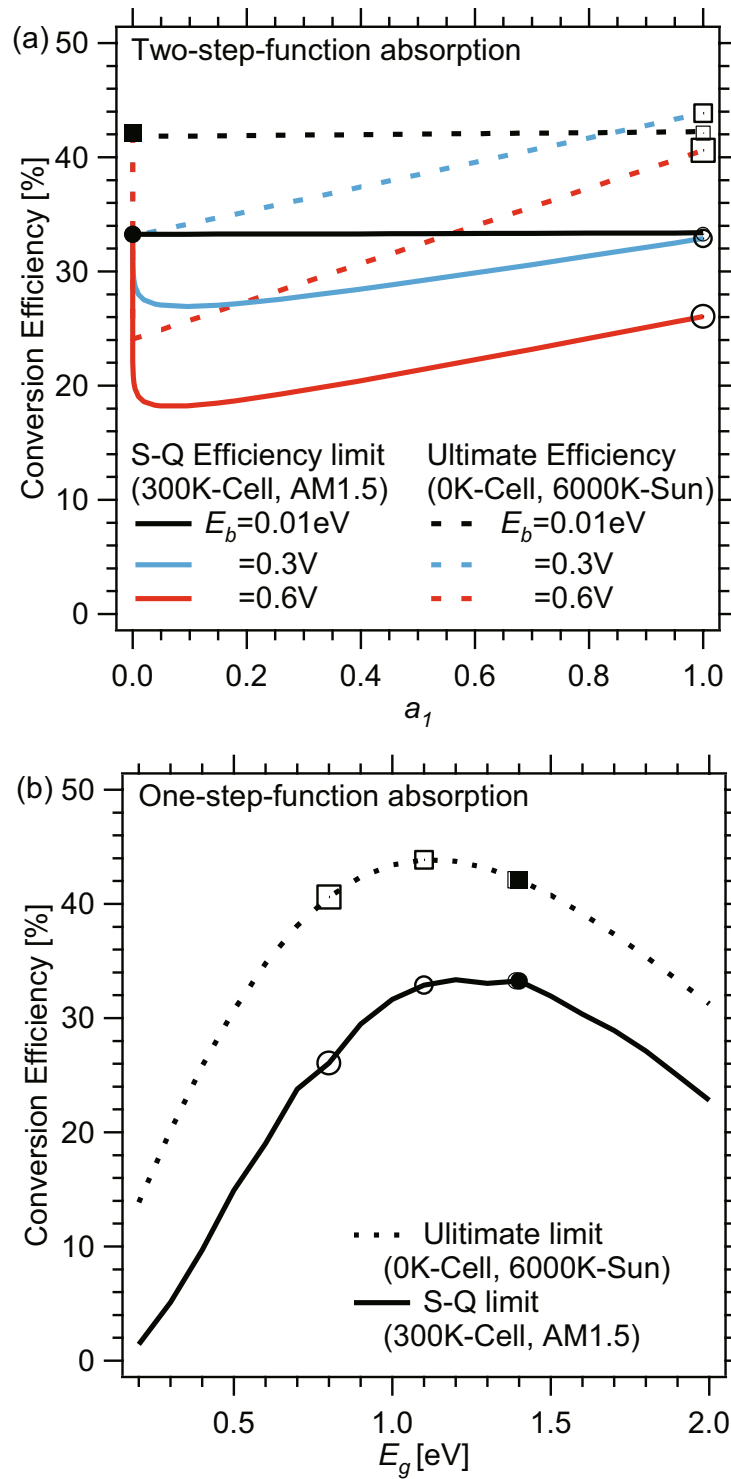 (a)
Two-step-function absorption
50
40
30
20
10
0
Conversion Efficiency [%]
S-Q Efficiency limit
(300K-Cell, AM1.5)
E_b=0.01eV
=0.3V
=0.6V
Ultimate Efficiency
(0K-Cell, 6000K-Sun)
E_b=0.01eV
=0.3V
=0.6V
0.0 0.2 0.4 0.6 0.8 1.0
a_1
(b)
One-step-function absorption
50
40
30
20
10
0
Conversion Efficiency [%]
Ulitimate limit
(0K-Cell, 6000K-Sun)
S-Q limit
(300K-Cell, AM1.5)
0.5 1.0 1.5 2.0
E_g [eV]